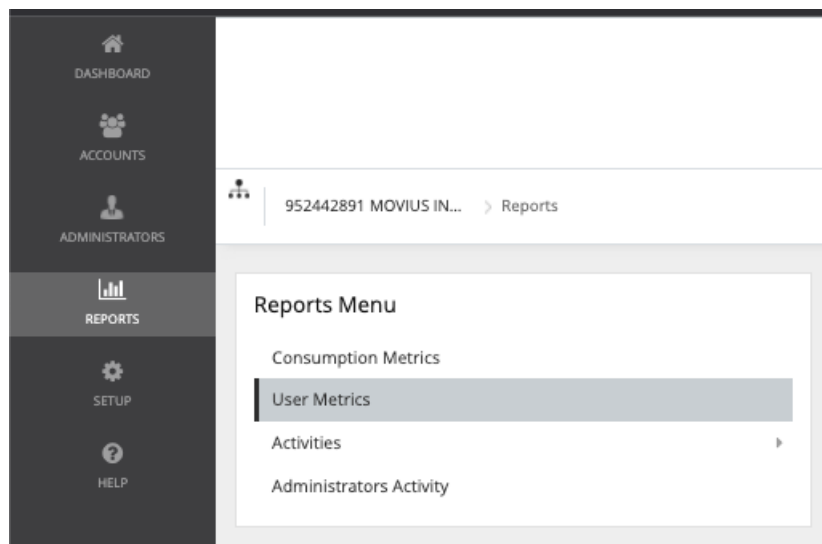 DASHBOARD
ACCOUNTS
ADMINISTRATORS
REPORTS
SETUP
HELP
952442891 MOVIUS IN... > Reports
Reports Menu
Consumption Metrics
User Metrics
Activities
Administrators Activity